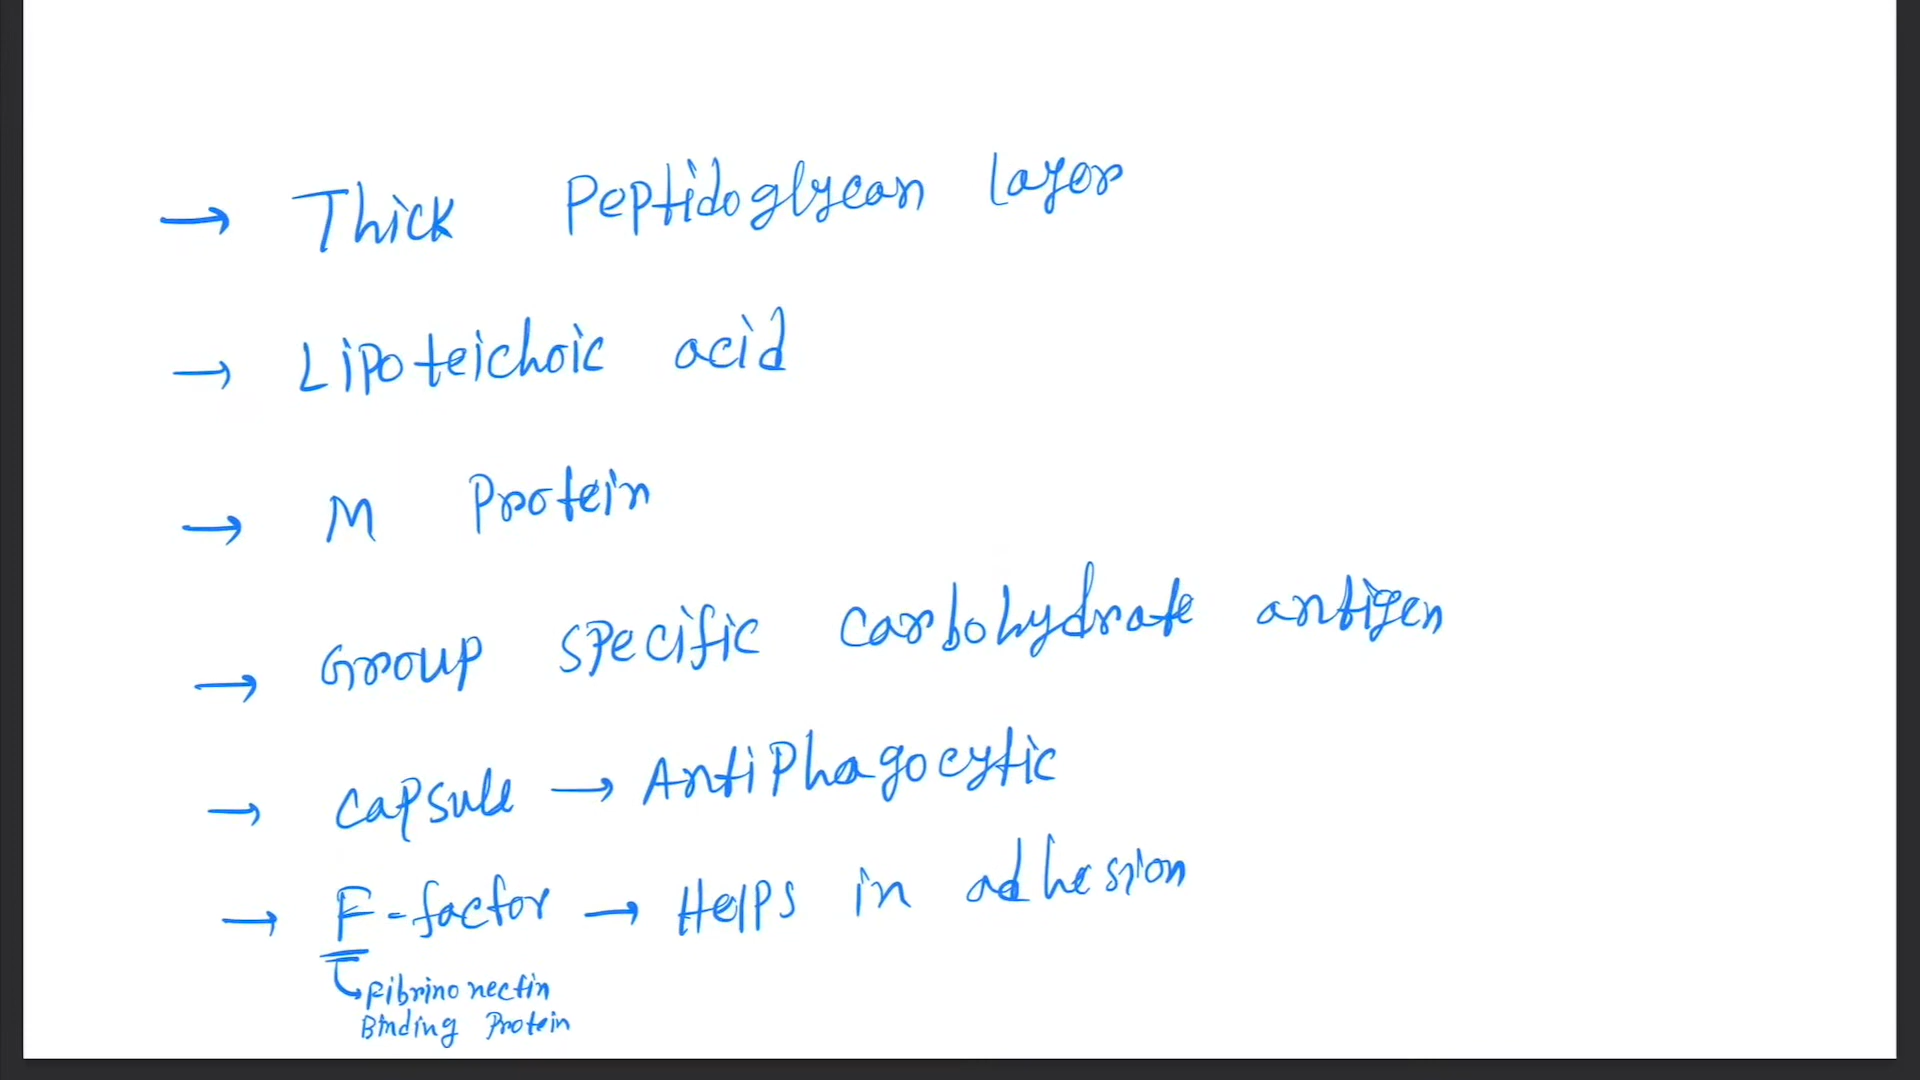 → Thick Peptidoglycan layer
→ Lipoteichoic acid
→ M Protein
→ Group specific carbohydrate antigen
→ capsule → Antiphagocytic
→ F-factor → Helps in adhesion
Fibrinonectin
Binding Protein